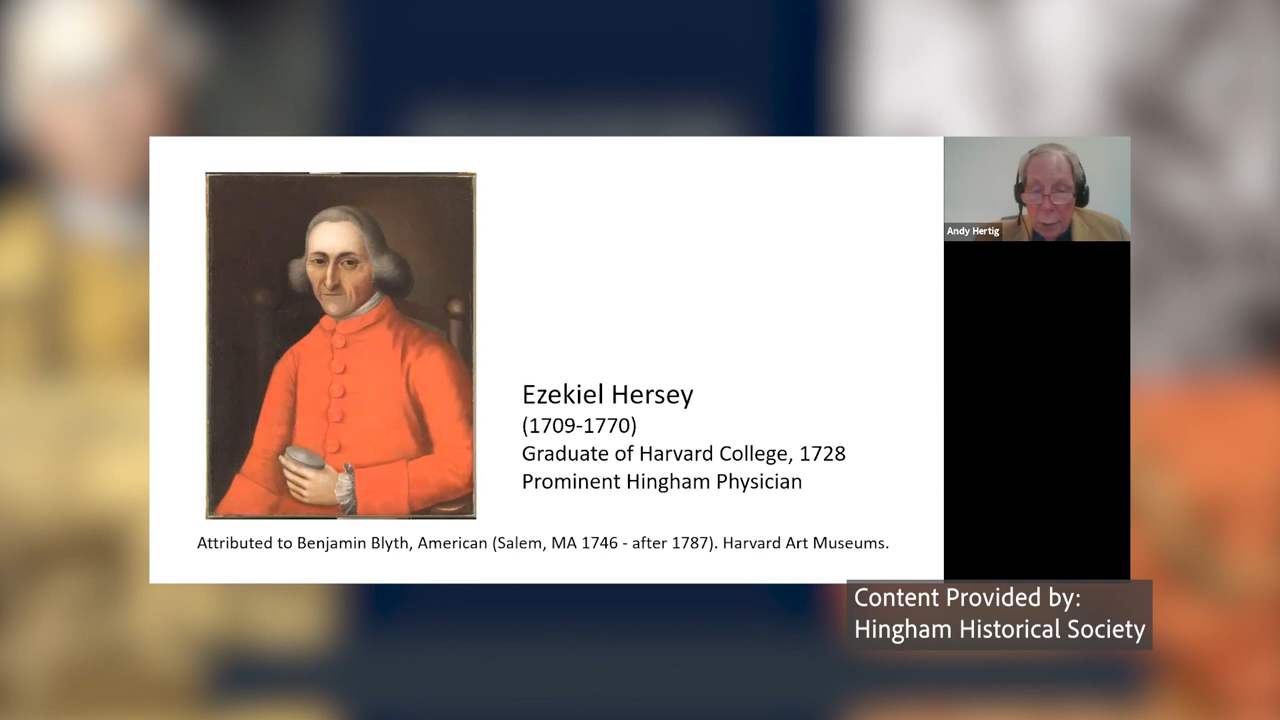 Andy Hertig
Ezekiel Hersey
(1709-1770)
Graduate of Harvard College, 1728
Prominent Hingham Physician
Attributed to Benjamin Blyth, American (Salem, MA 1746 - after 1787). Harvard Art Museums.
Content Provided by:
Hingham Historical Society